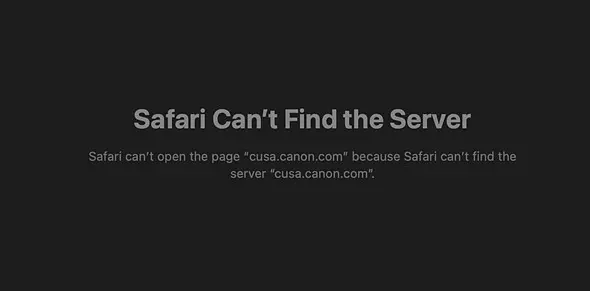 Safari Can’t Find the Server
Safari can’t open the page “cusa.canon.com” because Safari can’t find the
server “cusa.canon.com”.